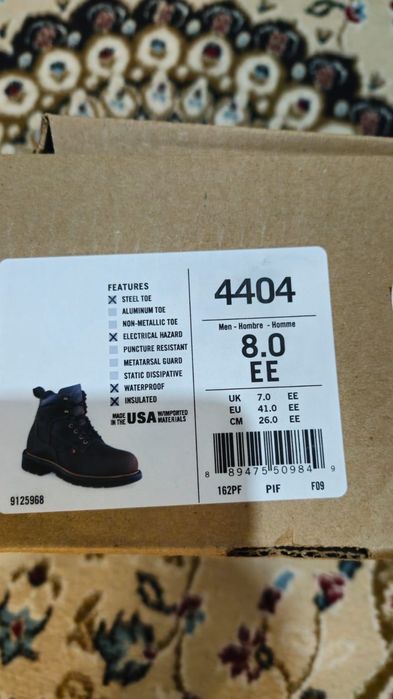 FEATURES
STEEL TOE
ALUMINUM TOE
NON-METALLIC TOE
ELECTRICAL HAZARD
PUNCTURE RESISTANT
METATARSAL GUARD
STATIC DISSIPATIVE
WATERPROOF
INSULATED
MADE IN THE USA W/IMPORTED MATERIALS
9125968
4404
Men - Hombre - Homme
8.0
EE
UK 7.0 EE
EU 41.0 EE
CM 26.0 EE
8 89475 50984 9
162PF PIF F09